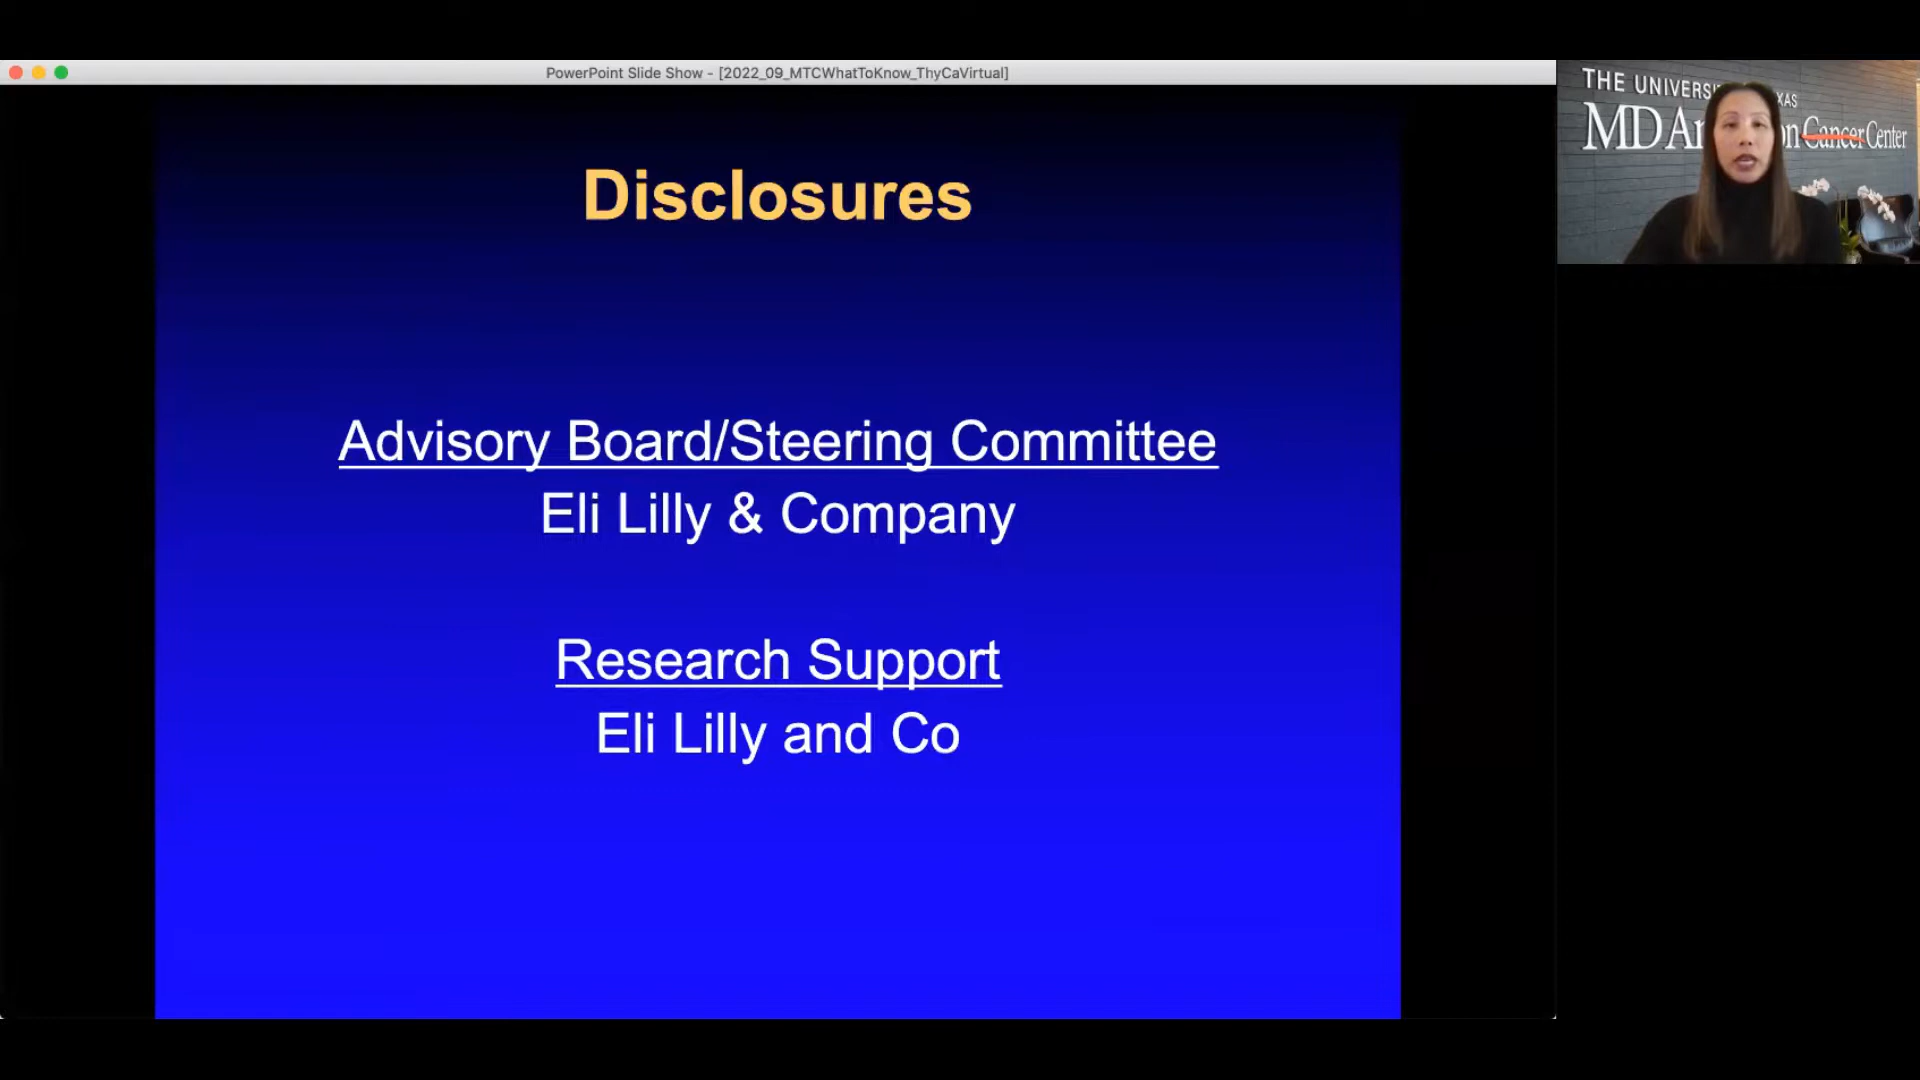 PowerPoint Slide Show - [2022_09_MTCWhatToKnow_ThyCaVirtual]
Disclosures
Advisory Board/Steering Committee
Eli Lilly & Company
Research Support
Eli Lilly and Co
THE
MD
Cancer Center